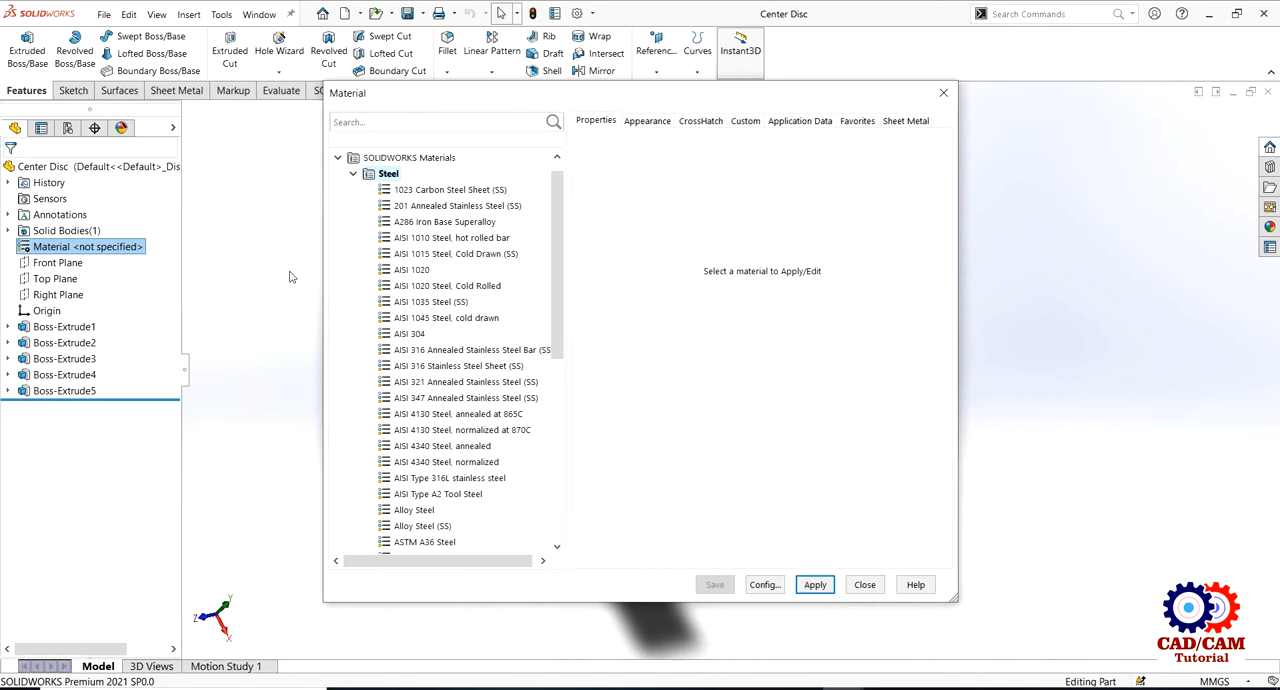 SOLIDWORKS File Edit View Insert Tools Window Center Disc Search Commands
Extruded Boss/Base
Revolved Boss/Base
Swept Boss/Base
Lofted Boss/Base
Boundary Boss/Base
Extruded Cut
Hole Wizard
Revolved Cut
Swept Cut
Lofted Cut
Boundary Cut
Fillet
Linear Pattern
Rib
Draft
Shell
Wrap
Intersect
Mirror
Referenc...
Curves
Instant3D
Features Sketch Surfaces Sheet Metal Markup Evaluate
Center Disc (Default<<Default>_Dis
History
Sensors
Annotations
Solid Bodies(1)
Material <not specified>
Front Plane
Top Plane
Right Plane
Origin
Boss-Extrude1
Boss-Extrude2
Boss-Extrude3
Boss-Extrude4
Boss-Extrude5
Material
Search...
SOLIDWORKS Materials
Steel
1023 Carbon Steel Sheet (SS)
201 Annealed Stainless Steel (SS)
A286 Iron Base Superalloy
AISI 1010 Steel, hot rolled bar
AISI 1015 Steel, Cold Drawn (SS)
AISI 1020
AISI 1020 Steel, Cold Rolled
AISI 1035 Steel (SS)
AISI 1045 Steel, cold drawn
AISI 304
AISI 316 Annealed Stainless Steel Bar (SS
AISI 316 Stainless Steel Sheet (SS)
AISI 321 Annealed Stainless Steel (SS)
AISI 347 Annealed Stainless Steel (SS)
AISI 4130 Steel, annealed at 865C
AISI 4130 Steel, normalized at 870C
AISI 4340 Steel, annealed
AISI 4340 Steel, normalized
AISI Type 316L stainless steel
AISI Type A2 Tool Steel
Alloy Steel
Alloy Steel (SS)
ASTM A36 Steel
Properties Appearance CrossHatch Custom Application Data Favorites Sheet Metal
Select a material to Apply/Edit
Save Config... Apply Close Help
Y
Z
X
CAD/CAM
Tutorial
Model 3D Views Motion Study 1
SOLIDWORKS Premium 2021 SP0.0 Editing Part MMGS